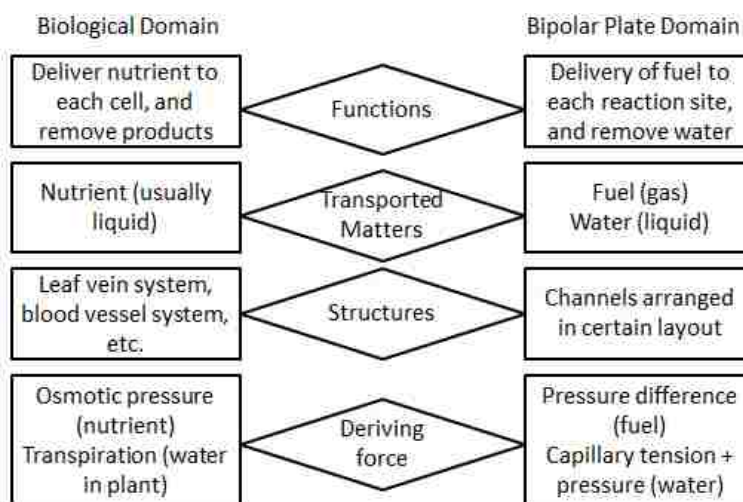 Biological Domain
Bipolar Plate Domain
Deliver nutrient to
each cell, and
remove products
Functions
Delivery of fuel to
each reaction site,
and remove water
Nutrient (usually
liquid)
Transported
Matters
Fuel (gas)
Water (liquid)
Leaf vein system,
blood vessel system,
etc.
Structures
Channels arranged
in certain layout
Osmotic pressure
(nutrient)
Transpiration (water
in plant)
Deriving
force
Pressure difference
(fuel)
Capillary tension +
pressure (water)